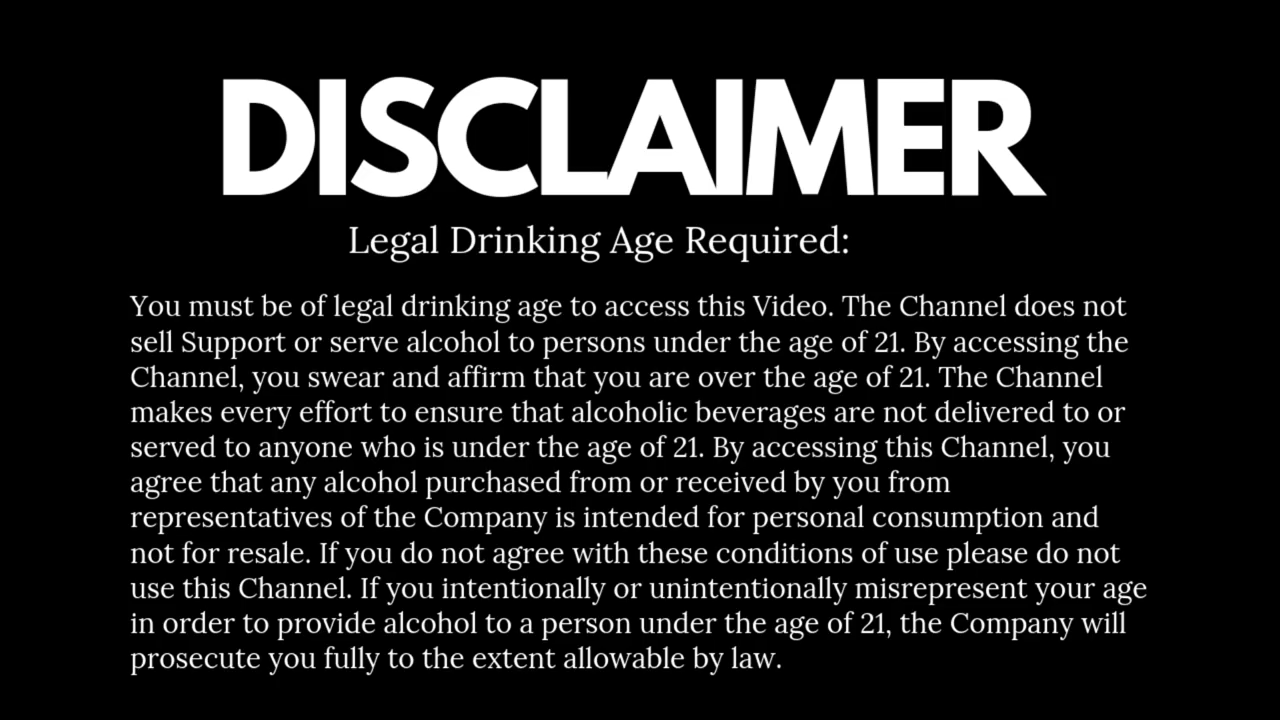 DISCLAIMER
Legal Drinking Age Required:
You must be of legal drinking age to access this Video. The Channel does not
sell Support or serve alcohol to persons under the age of 21. By accessing the
Channel, you swear and affirm that you are over the age of 21. The Channel
makes every effort to ensure that alcoholic beverages are not delivered to or
served to anyone who is under the age of 21. By accessing this Channel, you
agree that any alcohol purchased from or received by you from
representatives of the Company is intended for personal consumption and
not for resale. If you do not agree with these conditions of use please do not
use this Channel. If you intentionally or unintentionally misrepresent your age
in order to provide alcohol to a person under the age of 21, the Company will
prosecute you fully to the extent allowable by law.